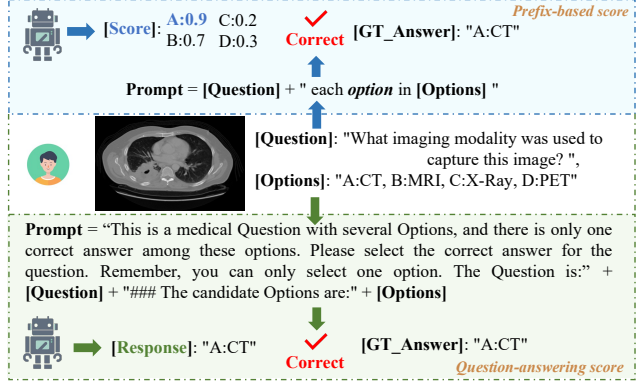 Prefix-based score
[Score]: A:0.9 C:0.2
B:0.7 D:0.3
Correct
[GT_Answer]: "A:CT"
Prompt = [Question] + " each option in [Options] "
[Question]: "What imaging modality was used to
capture this image? ",
[Options]: "A:CT, B:MRI, C:X-Ray, D:PET"
Prompt = “This is a medical Question with several Options, and there is only one
correct answer among these options. Please select the correct answer for the
question. Remember, you can only select one option. The Question is:” +
[Question] + "### The candidate Options are:" + [Options]
[Response]: "A:CT"
Correct
[GT_Answer]: "A:CT"
Question-answering score